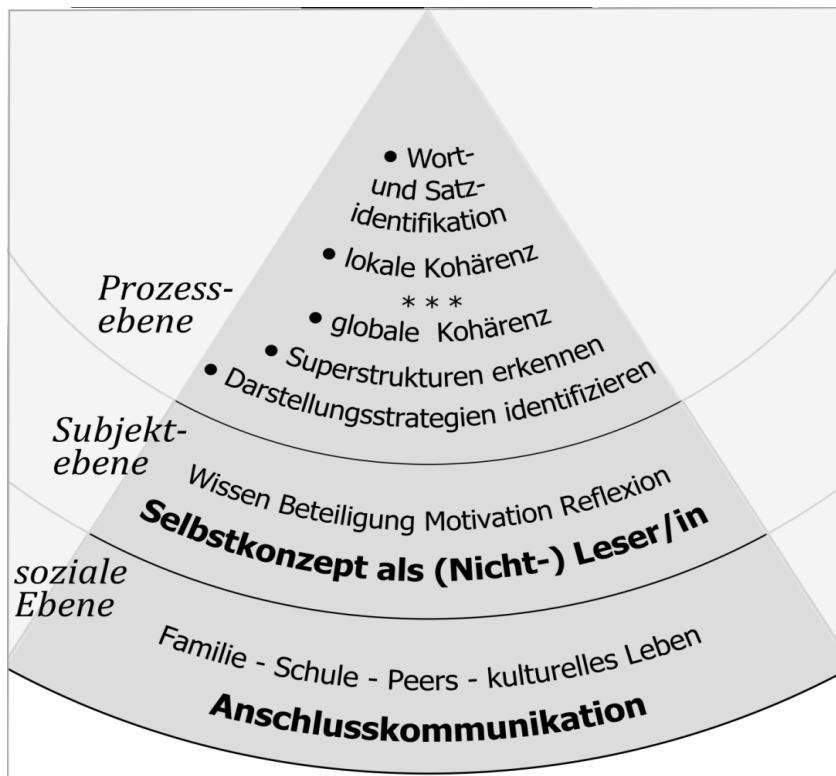 • Wort-
und Satz-
identifikation
• lokale Kohärenz
* * *
• globale Kohärenz
• Superstrukturen erkennen
• Darstellungsstrategien identifizieren
Prozess-
ebene
Subjekt-
ebene
Wissen Beteiligung Motivation Reflexion
Selbstkonzept als (Nicht-) Leser/in
soziale
Ebene
Familie - Schule - Peers - kulturelles Leben
Anschlusskommunikation